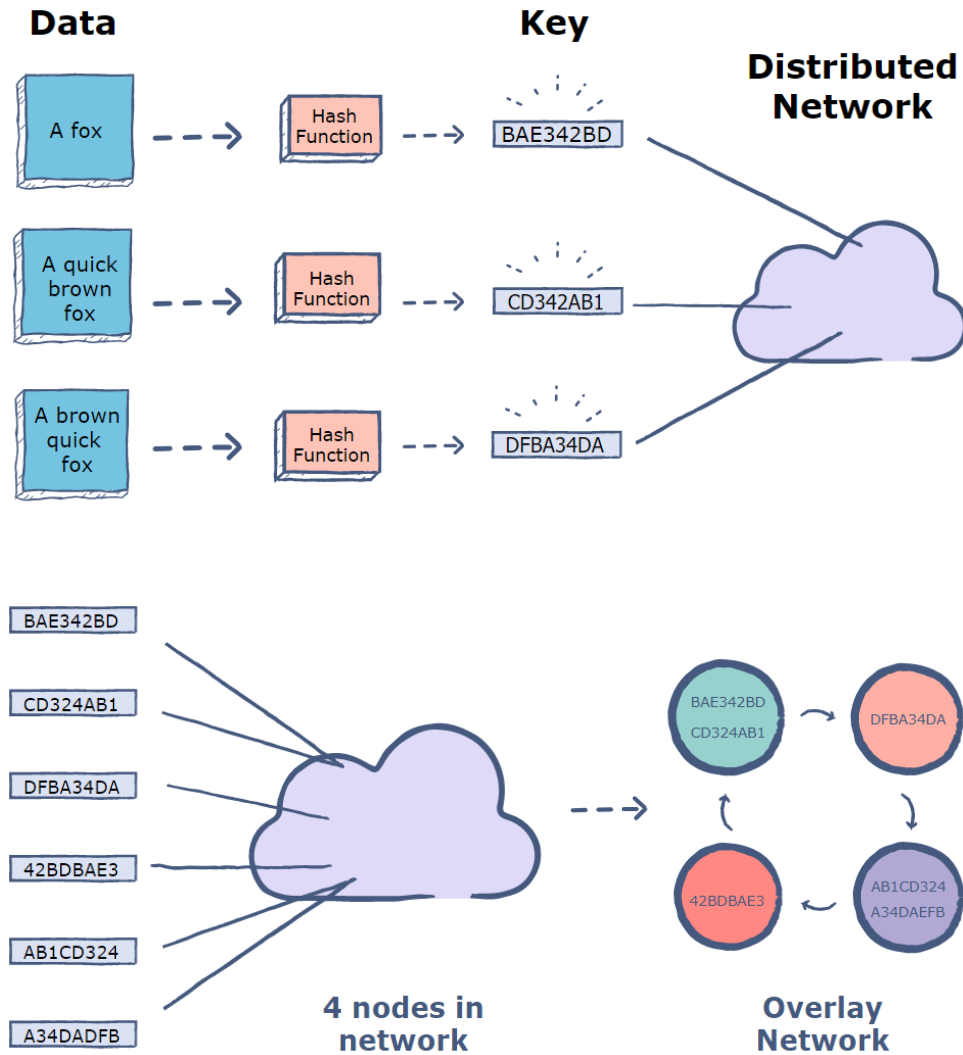 Data
Key
Distributed
Network
A fox
Hash
Function
BAE342BD
A quick
brown
fox
Hash
Function
CD342AB1
A brown
quick
fox
Hash
Function
DFBA34DA
BAE342BD
CD324AB1
DFBA34DA
42BDBAE3
AB1CD324
A34DADFB
4 nodes in
network
BAE342BD
CD324AB1
DFBA34DA
42BDBAE3
AB1CD324
A34DAEFB
Overlay
Network